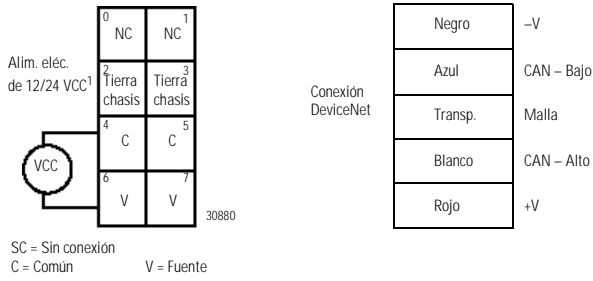 0 1
NC NC
Alim. eléc.
de 12/24 VCC1
2 3
Tierra Tierra
chasis chasis
4 5
C C
VCC
6 7
V V
30880
SC = Sin conexión
C = Común V = Fuente
Conexión
DeviceNet
Negro –V
Azul CAN – Bajo
Transp. Malla
Blanco CAN – Alto
Rojo +V